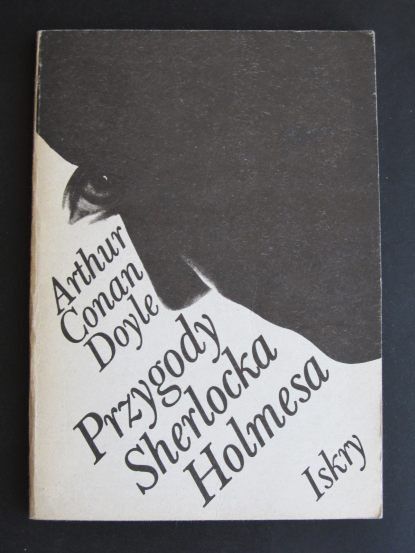 Arthur
Conan
Doyle
Przygody
Sherlocka
Holmesa
Iskry